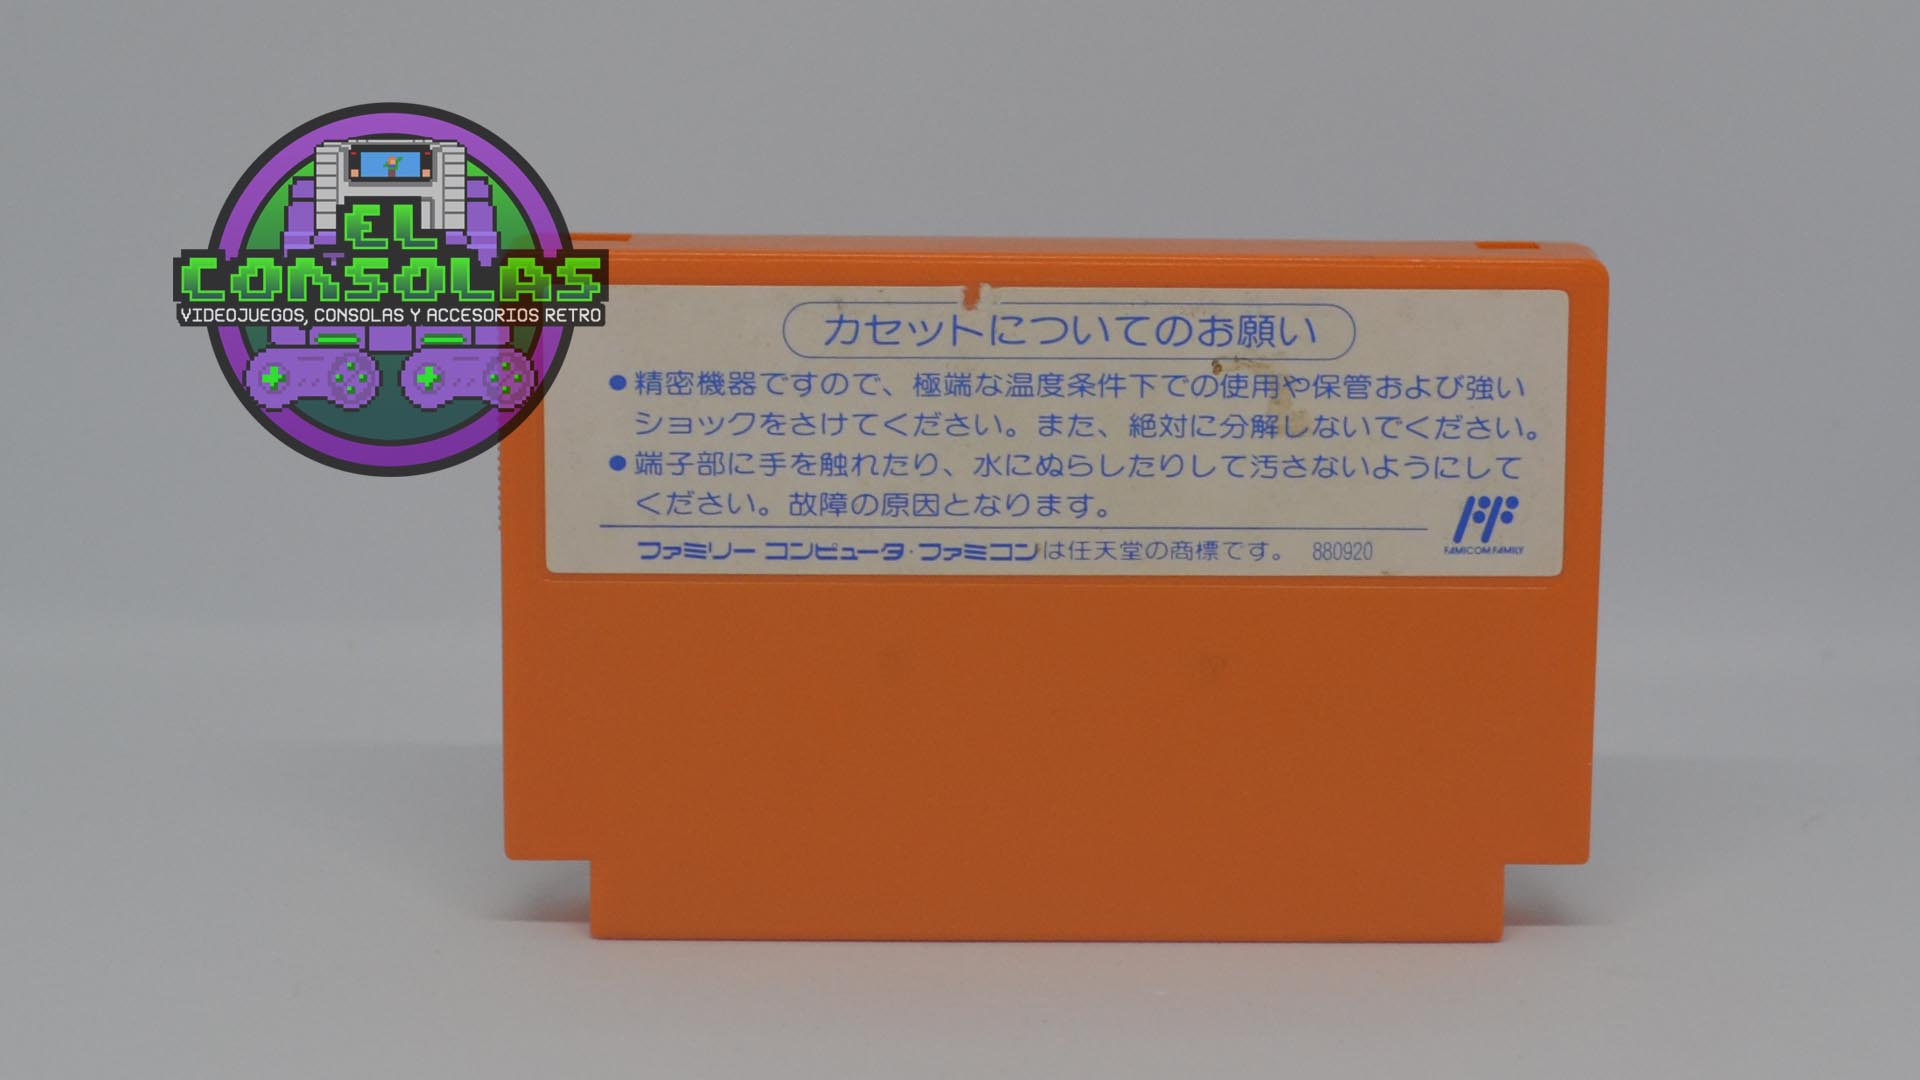 EL
CONSOLAS
VIDEOJUEGOS, CONSOLAS Y ACCESORIOS RETRO
カセットについてのお願い
●精密機器ですので、極端な温度条件下での使用や保管および強い
ショックをさけてください。また、絶対に分解しないでください。
●端子部に手を触れたり、水にぬらしたりして汚さないようにして
ください。故障の原因となります。
ファミリー コンピュータ・ファミコンは任天堂の商標です。 880920
FF
FAMICOM FAMILY